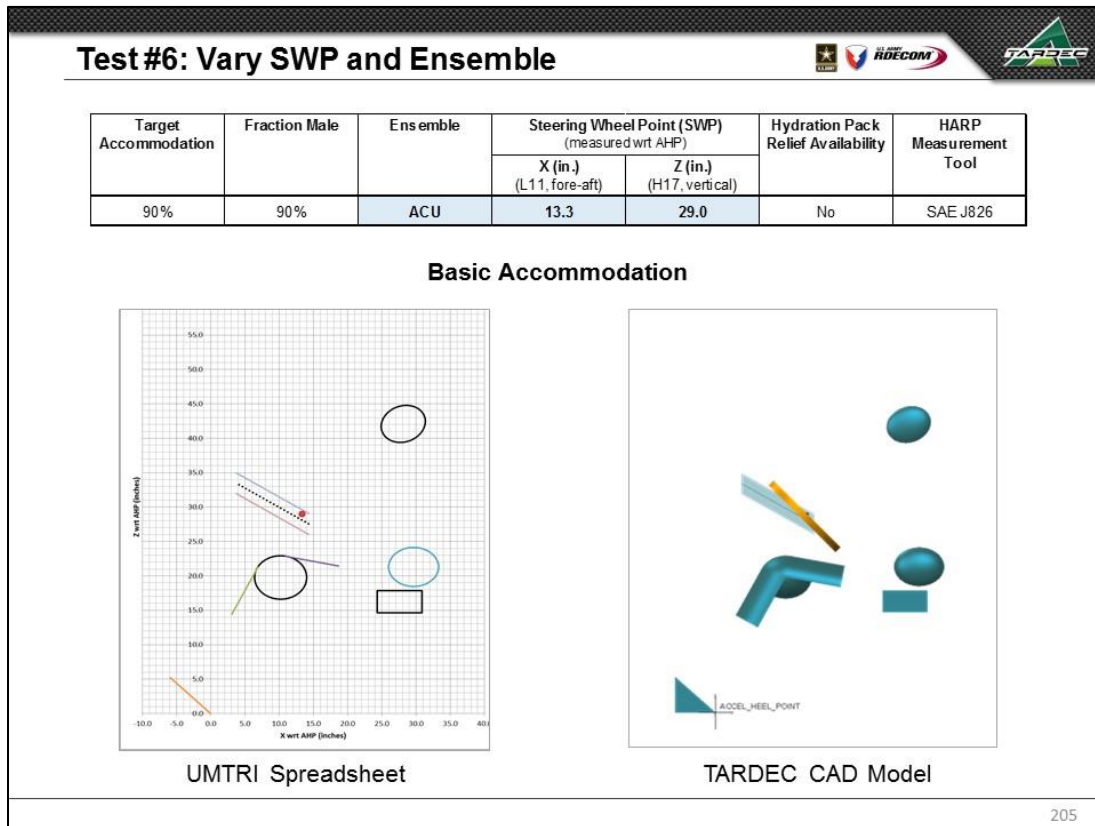 Test #6: Vary SWP and Ensemble
U.S. ARMY
U.S. ARMY
RDECOM
TARDEC
Target Accommodation
Fraction Male
Ensemble
Steering Wheel Point (SWP)
(measured wrt AHP)
X (in.)
(L11, fore-aft)
Z (in.)
(H17, vertical)
Hydration Pack Relief Availability
HARP Measurement Tool
90%
90%
ACU
13.3
29.0
No
SAE J826
Basic Accommodation
Z wrt AHP (inches)
55.0
50.0
45.0
40.0
35.0
30.0
25.0
20.0
15.0
10.0
5.0
0.0
-10.0 -5.0 0.0 5.0 10.0 15.0 20.0 25.0 30.0 35.0 40.
X wrt AHP (inches)
ACCEL_HEEL_POINT
UMTRI Spreadsheet
TARDEC CAD Model
205